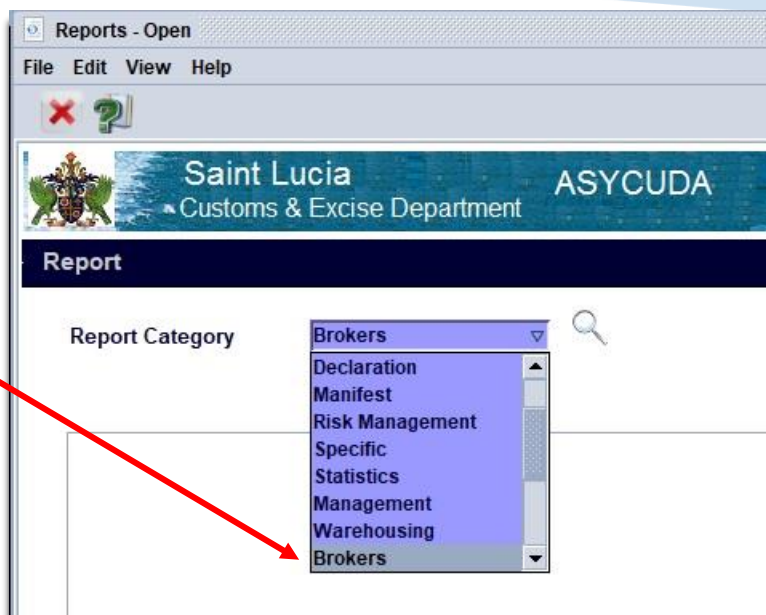 Reports - Open
File Edit View Help
Saint Lucia
Customs & Excise Department
ASYCUDA
Report
Report Category
Brokers
Declaration
Manifest
Risk Management
Specific
Statistics
Management
Warehousing
Brokers